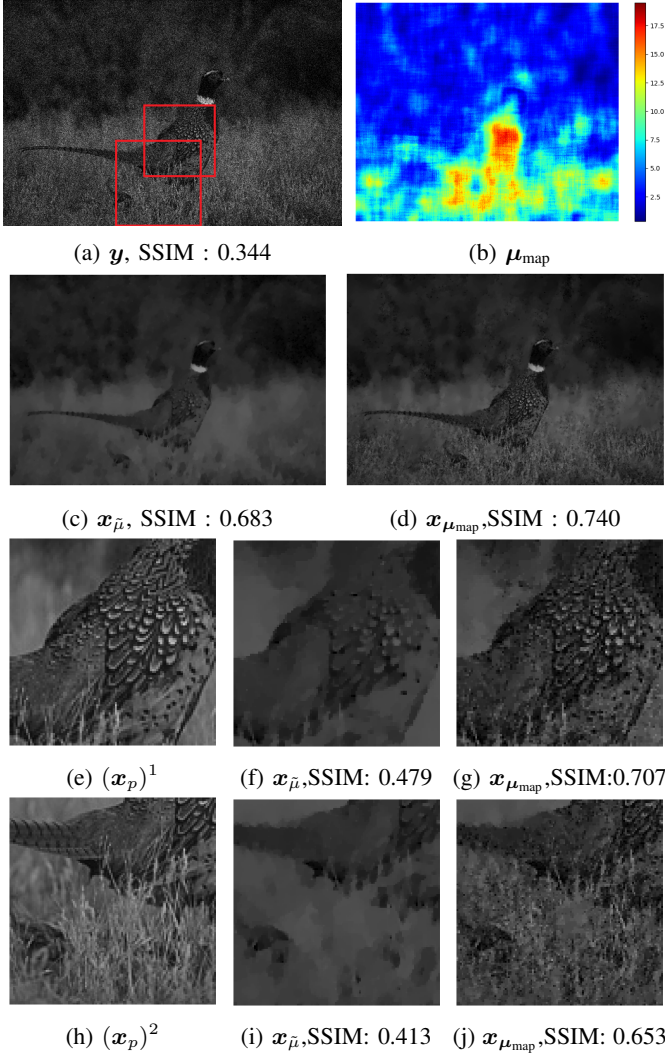 17.5
15.0
12.5
10.0
7.5
5.0
2.5
(a) y, SSIM : 0.344
(b) μmap
(c) xμ̃, SSIM : 0.683
(d) xμmap,SSIM : 0.740
(e) (xp)1
(f) xμ̃,SSIM: 0.479
(g) xμmap,SSIM:0.707
(h) (xp)2
(i) xμ̃,SSIM: 0.413
(j) xμmap,SSIM: 0.653